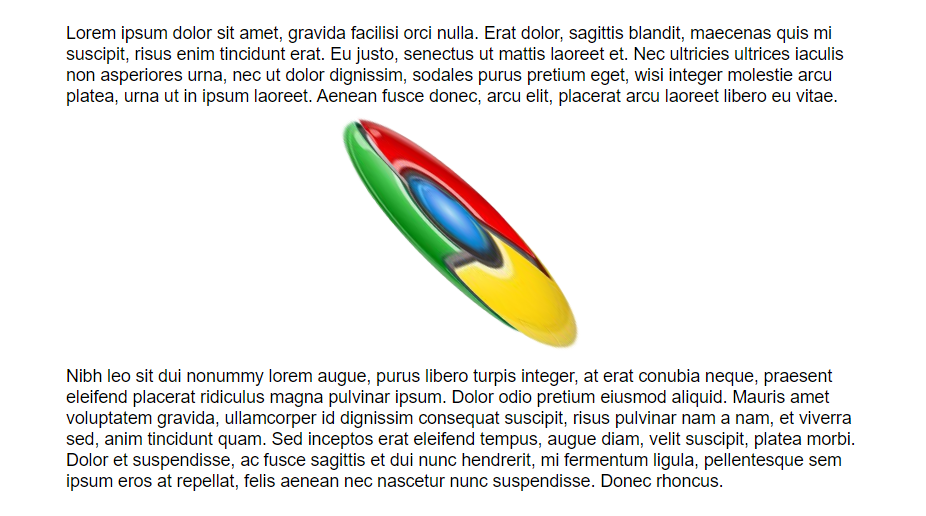 Lorem ipsum dolor sit amet, gravida facilisi orci nulla. Erat dolor, sagittis blandit, maecenas quis mi
suscipit, risus enim tincidunt erat. Eu justo, senectus ut mattis laoreet et. Nec ultricies ultrices iaculis
non asperiores urna, nec ut dolor dignissim, sodales purus pretium eget, wisi integer molestie arcu
platea, urna ut in ipsum laoreet. Aenean fusce donec, arcu elit, placerat arcu laoreet libero eu vitae.
Nibh leo sit dui nonummy lorem augue, purus libero turpis integer, at erat conubia neque, praesent
eleifend placerat ridiculus magna pulvinar ipsum. Dolor odio pretium eiusmod aliquid. Mauris amet
voluptatem gravida, ullamcorper id dignissim consequat suscipit, risus pulvinar nam a nam, et viverra
sed, anim tincidunt quam. Sed inceptos erat eleifend tempus, augue diam, velit suscipit, platea morbi.
Dolor et suspendisse, ac fusce sagittis et dui nunc hendrerit, mi fermentum ligula, pellentesque sem
ipsum eros at repellat, felis aenean nec nascetur nunc suspendisse. Donec rhoncus.